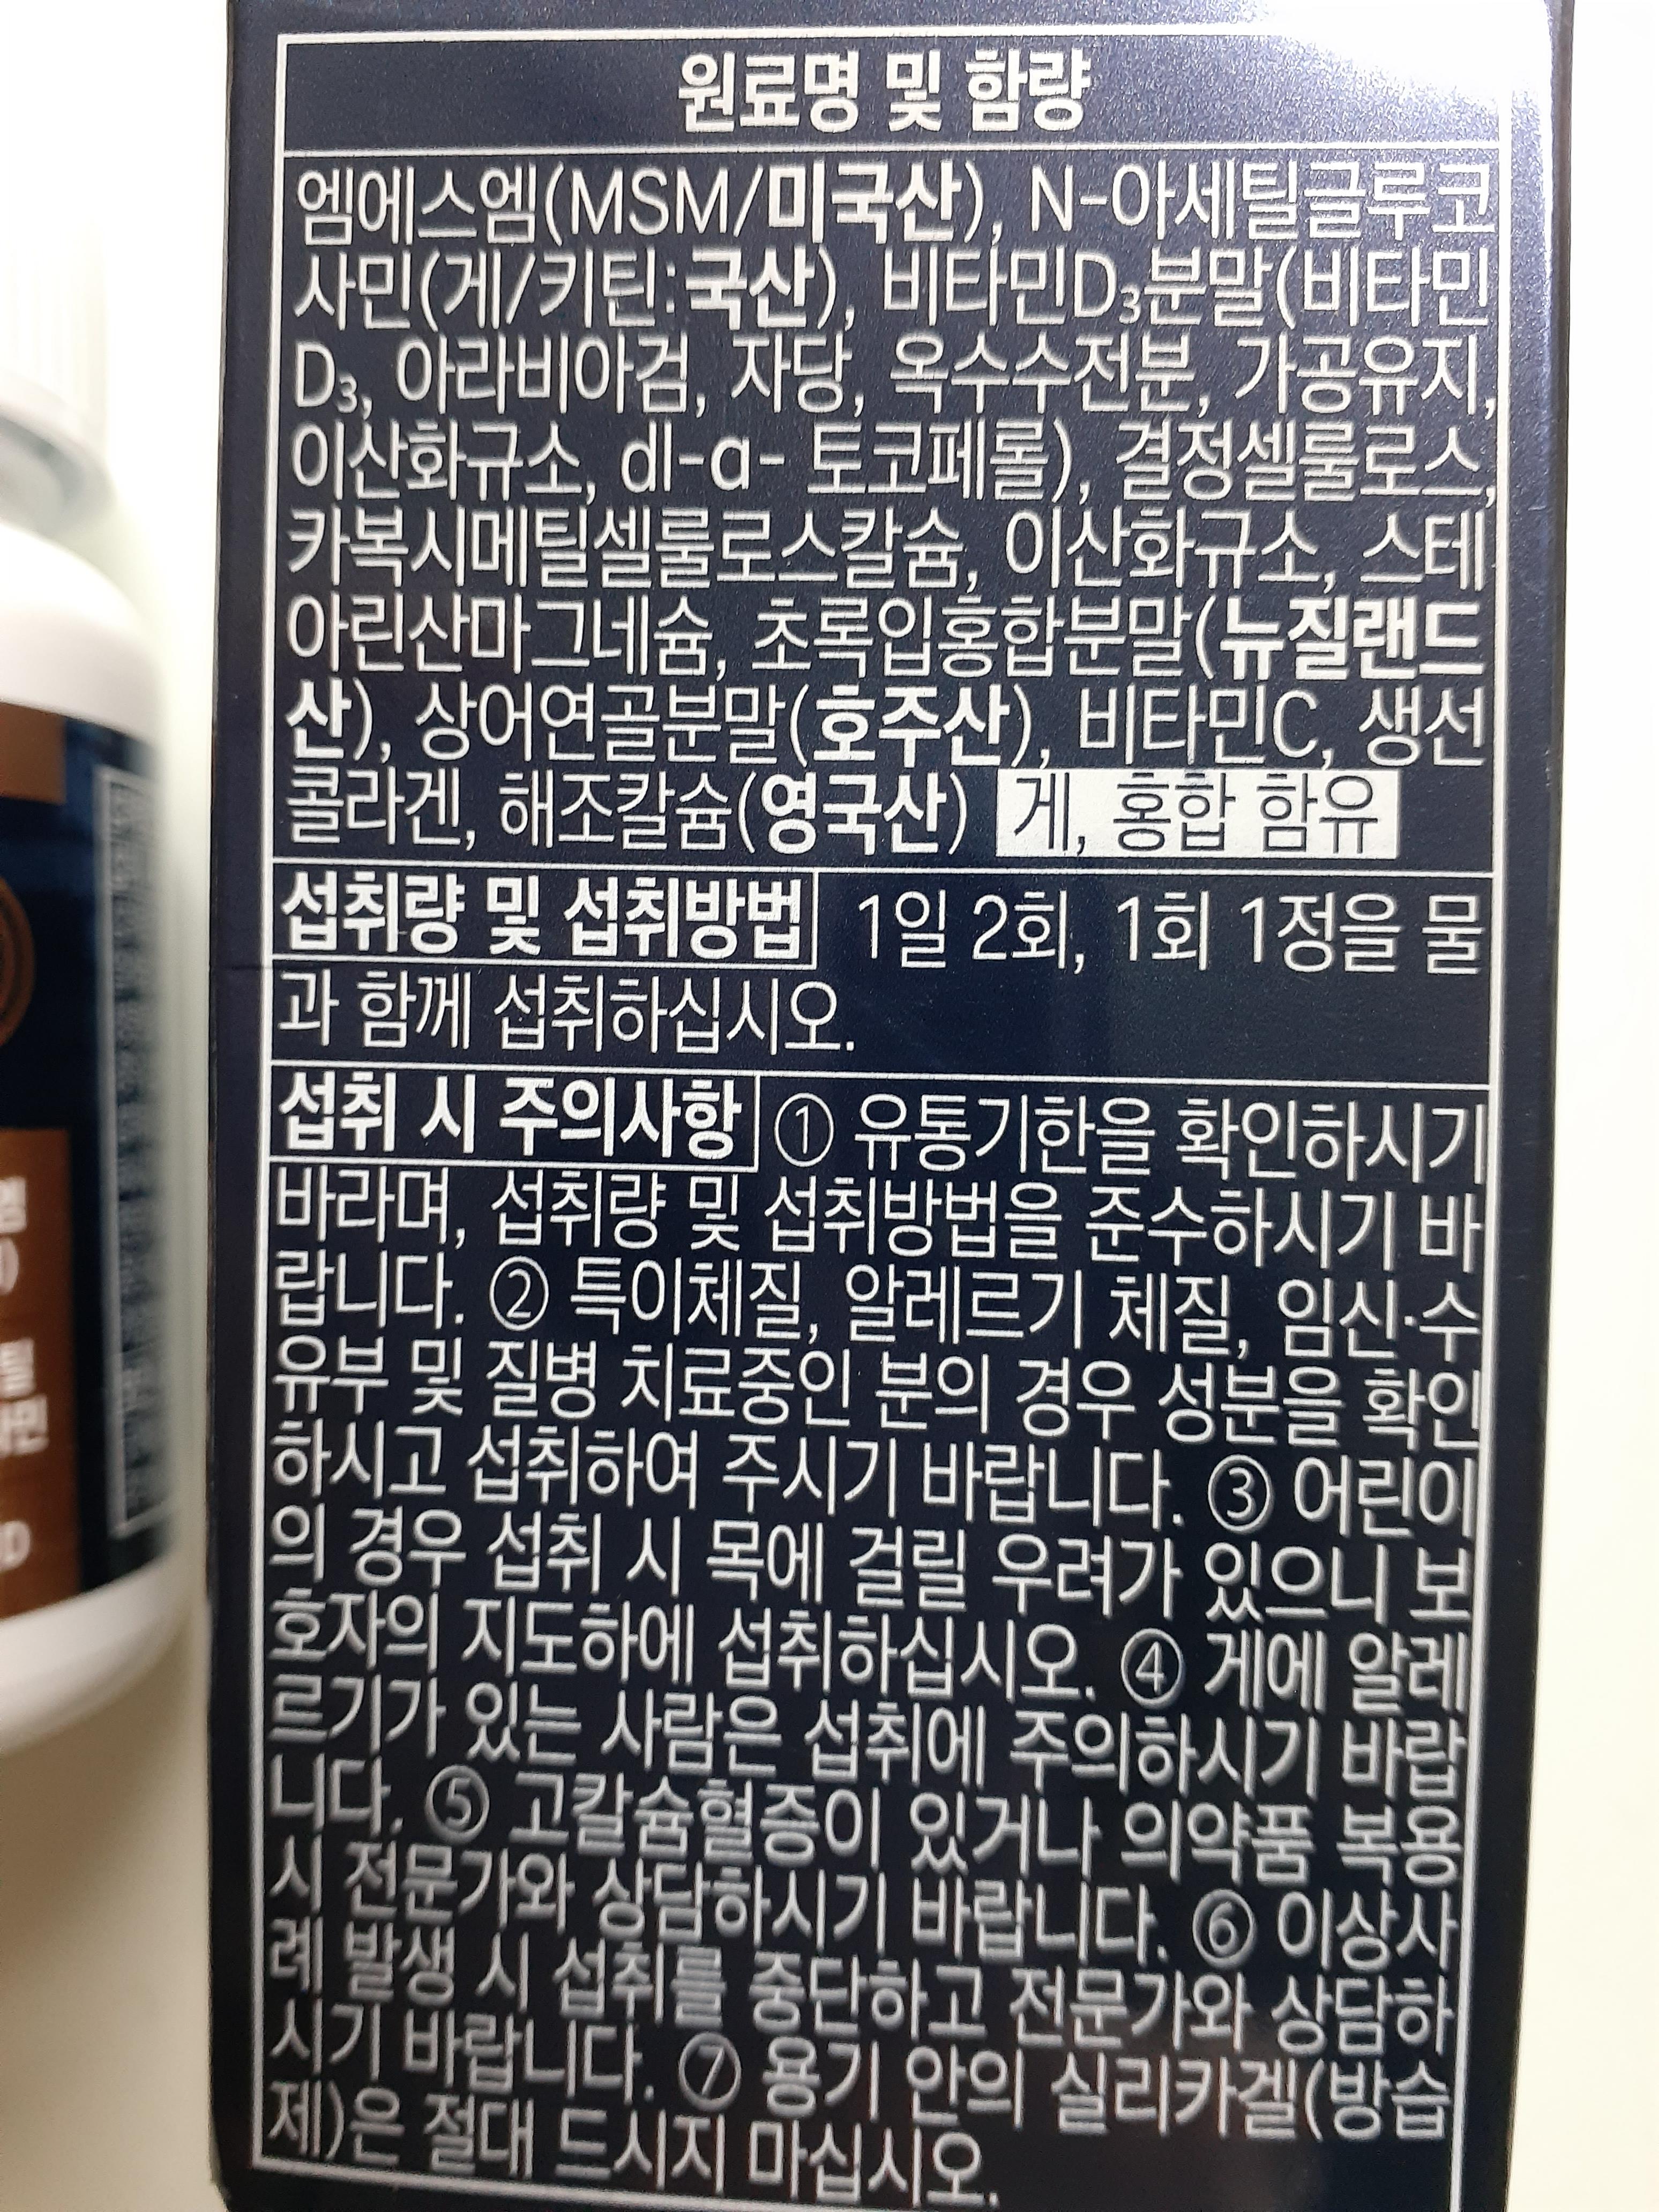 원료명 및 함량
엠에스엠(MSM/미국산), N-아세틸글루코
사민(게/키틴:국산), 비타민D₃분말(비타민
D₃, 아라비아검, 자당, 옥수수전분, 가공유지,
이산화규소, dl-α- 토코페롤), 결정셀룰로스,
카복시메틸셀룰로스칼슘, 이산화규소, 스테
아린산마그네슘, 초록입홍합분말(뉴질랜드
산), 상어연골분말(호주산), 비타민C, 생선
콜라겐, 해조칼슘(영국산) 게, 홍합 함유
섭취량 및 섭취방법 1일 2회, 1회 1정을 물
과 함께 섭취하십시오.
섭취 시 주의사항 ① 유통기한을 확인하시기
바라며, 섭취량 및 섭취방법을 준수하시기 바
랍니다. ② 특이체질, 알레르기 체질, 임신·수
유부 및 질병 치료중인 분의 경우 성분을 확인
하시고 섭취하여 주시기 바랍니다. ③ 어린이
의 경우 섭취 시 목에 걸릴 우려가 있으니 보
호자의 지도하에 섭취하십시오. ④ 게에 알레
르기가 있는 사람은 섭취에 주의하시기 바랍
니다. ⑤ 고칼슘혈증이 있거나 의약품 복용
시 전문가와 상담하시기 바랍니다. ⑥ 이상사
례 발생 시 섭취를 중단하고 전문가와 상담하
시기 바랍니다. ⑦ 용기 안의 실리카겔(방습
제)은 절대 드시지 마십시오.